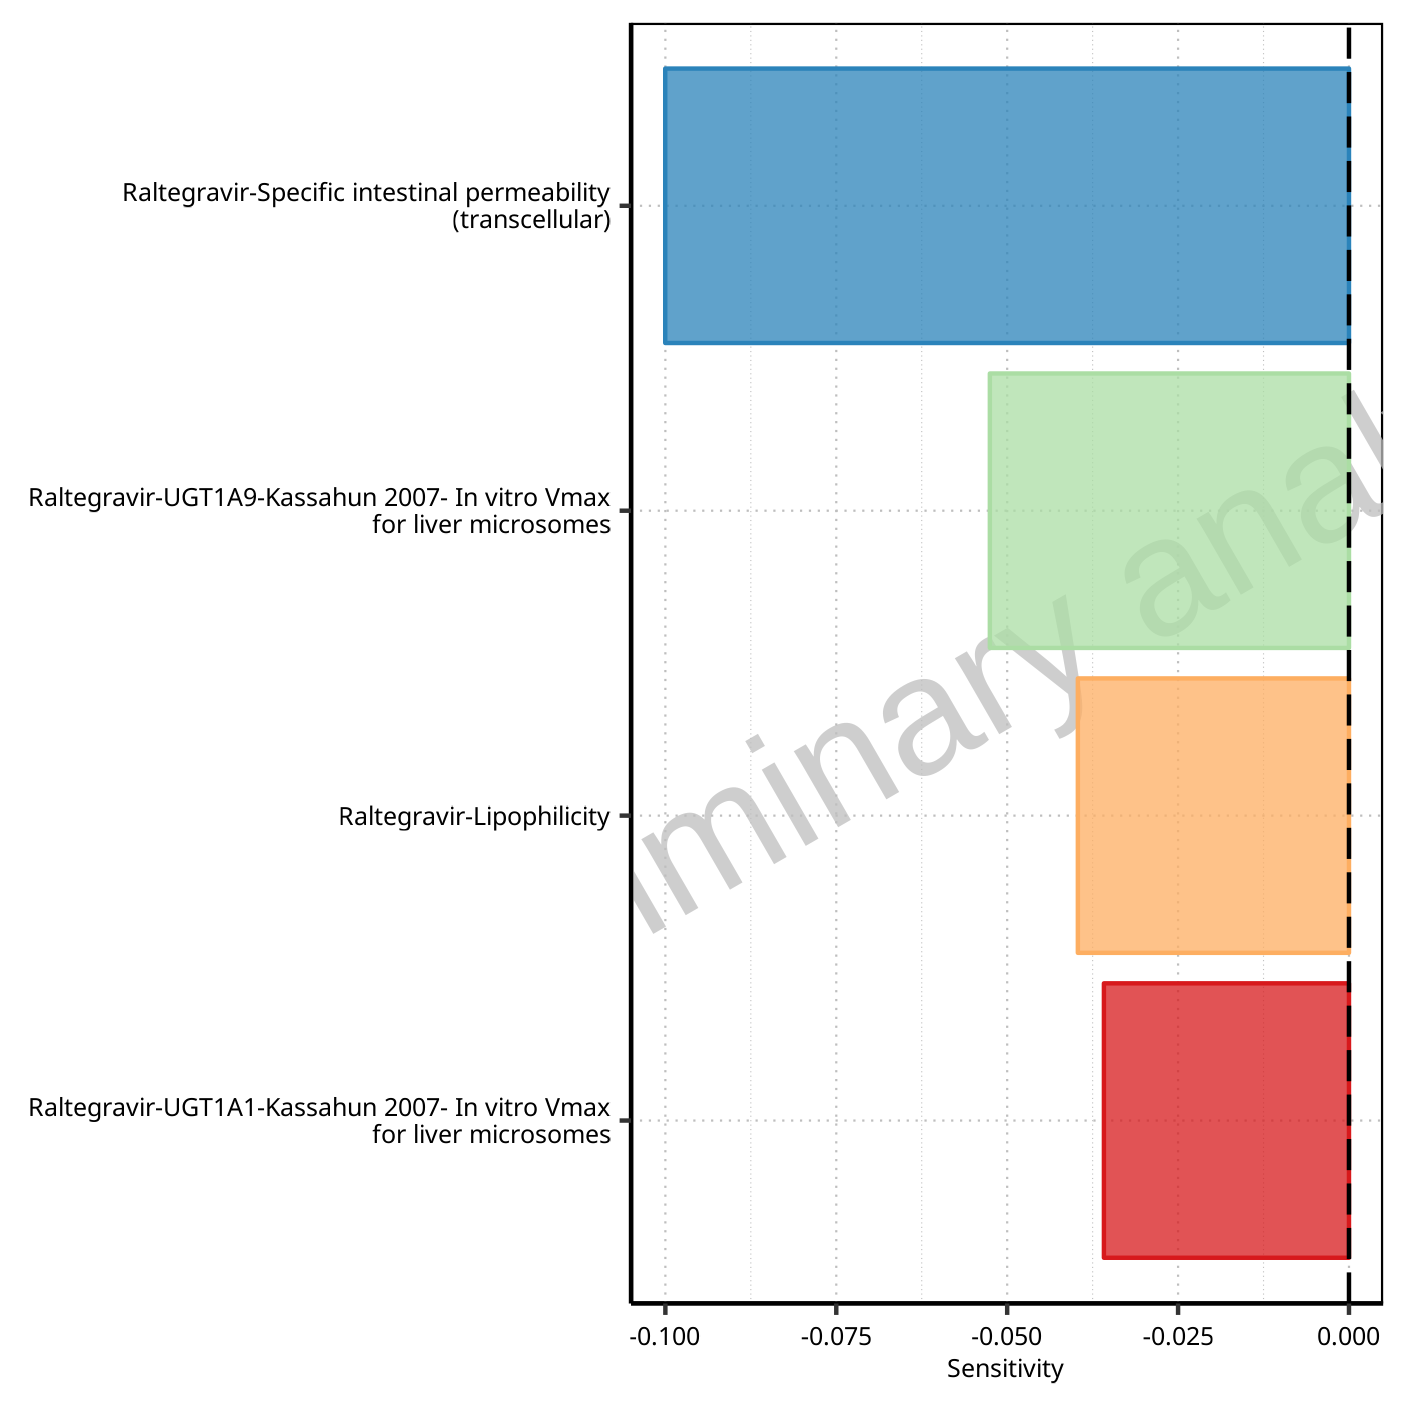 Raltegravir-Specific intestinal permeability
(transcellular)
Raltegravir-UGT1A9-Kassahun 2007- In vitro Vmax
for liver microsomes
Raltegravir-Lipophilicity
Raltegravir-UGT1A1-Kassahun 2007- In vitro Vmax
for liver microsomes
minary anal
-0.100 -0.075 -0.050 -0.025 0.000
Sensitivity